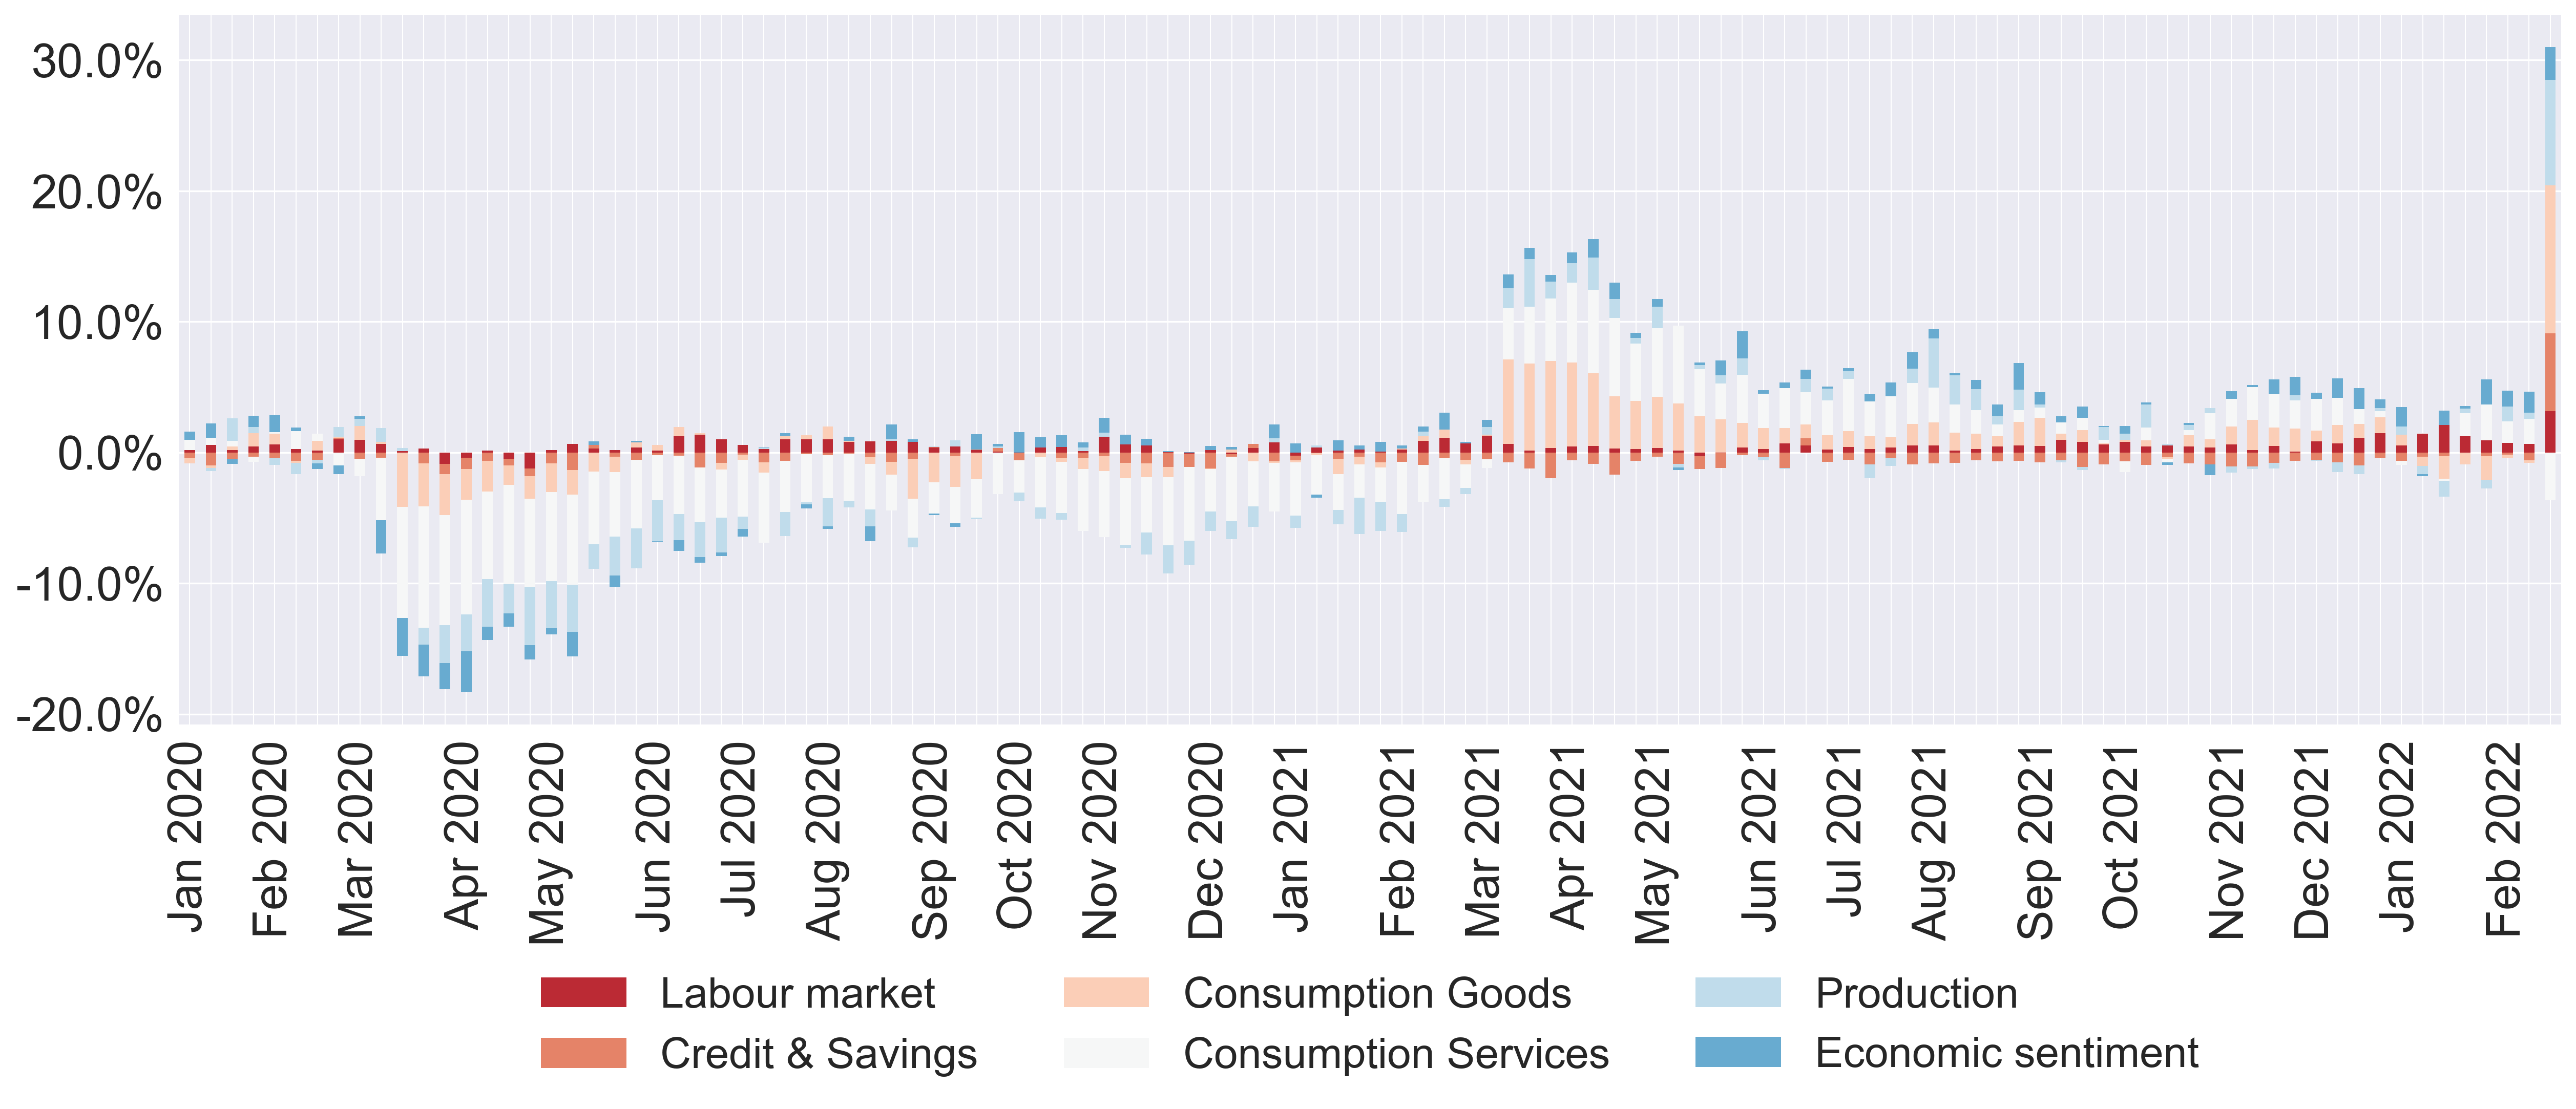 30.0%
20.0%
10.0%
0.0%
-10.0%
-20.0%
Jan 2020
Feb 2020
Mar 2020
Apr 2020
May 2020
Jun 2020
Jul 2020
Aug 2020
Sep 2020
Oct 2020
Nov 2020
Dec 2020
Jan 2021
Feb 2021
Mar 2021
Apr 2021
May 2021
Jun 2021
Jul 2021
Aug 2021
Sep 2021
Oct 2021
Nov 2021
Dec 2021
Jan 2022
Feb 2022
Labour market
Credit & Savings
Consumption Goods
Consumption Services
Production
Economic sentiment